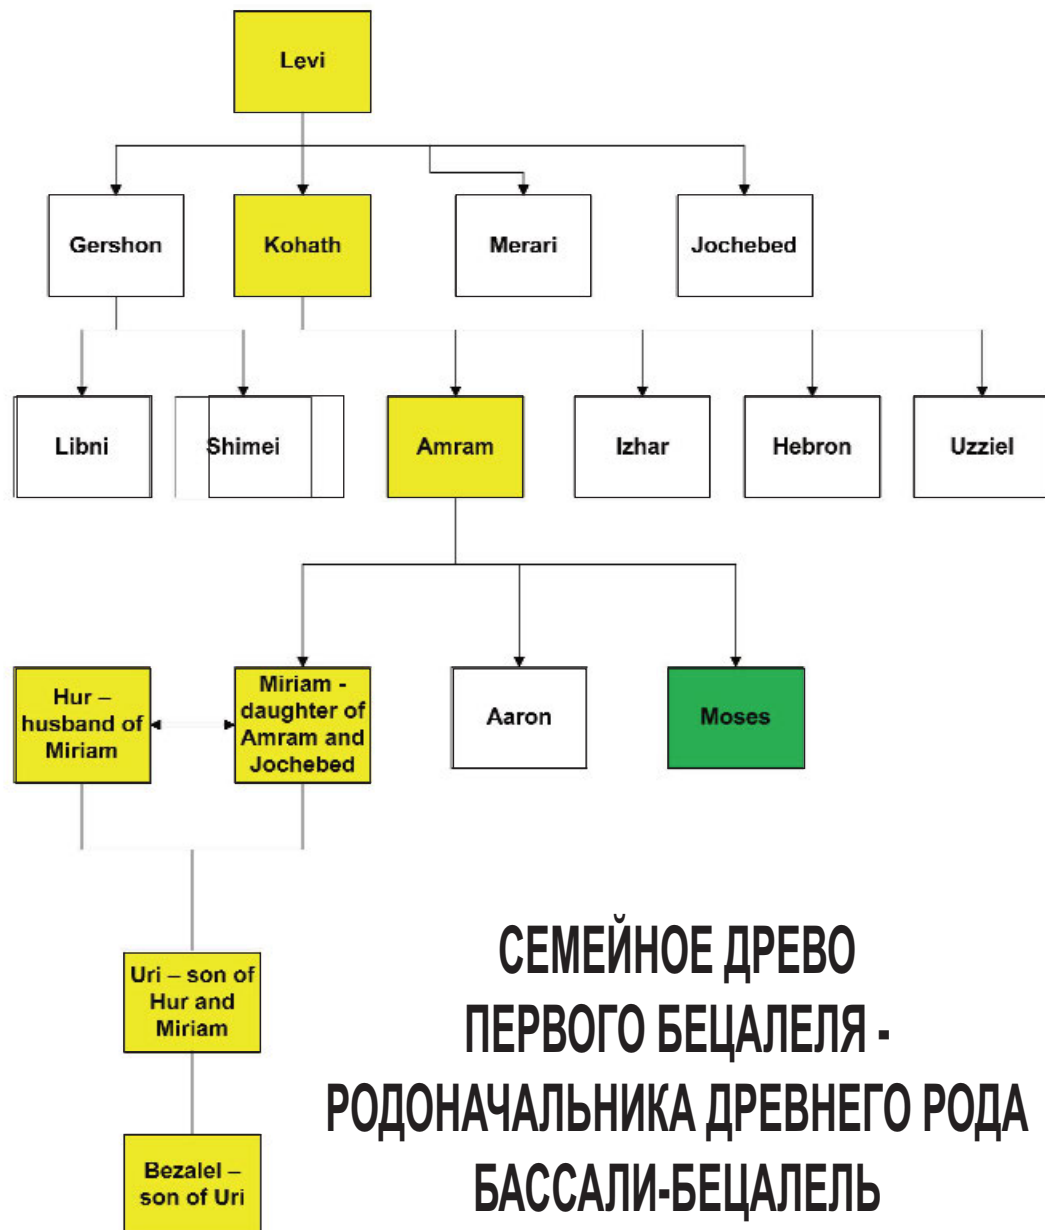 Levi
Gershon
Kohath
Merari
Jochebed
Libni
Shimei
Amram
Izhar
Hebron
Uzziel
Hur –
husband of
Miriam
Miriam -
daughter of
Amram and
Jochebed
Aaron
Moses
Uri – son of
Hur and
Miriam
Bezalel –
son of Uri
СЕМЕЙНОЕ ДРЕВО
ПЕРВОГО БЕЦАЛЕЛЯ -
РОДОНАЧАЛЬНИКА ДРЕВНЕГО РОДА
БАССАЛИ-БЕЦАЛЕЛЬ